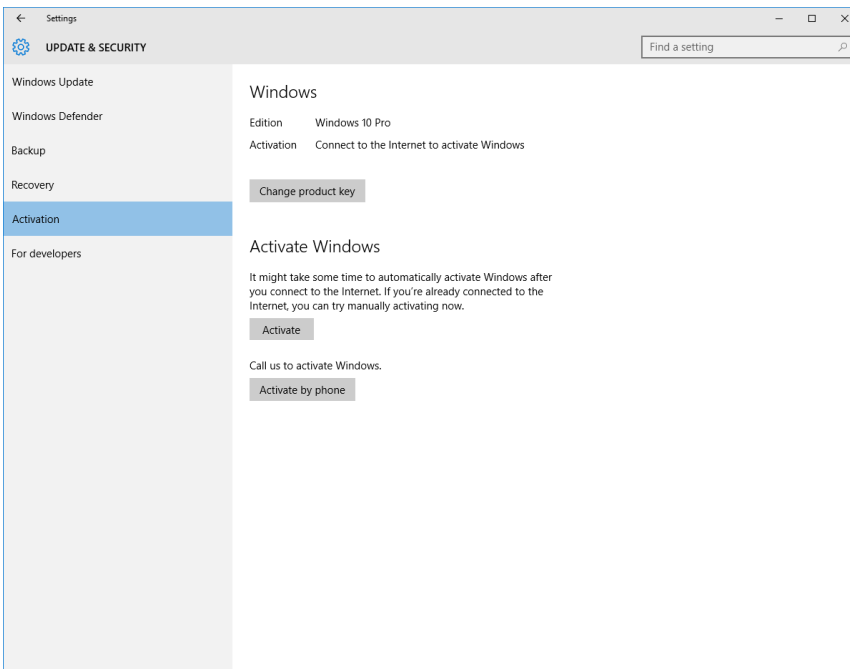 Settings
UPDATE & SECURITY
Find a setting
Windows Update
Windows Defender
Backup
Recovery
Activation
For developers
Windows
Edition Windows 10 Pro
Activation Connect to the Internet to activate Windows
Change product key
Activate Windows
It might take some time to automatically activate Windows after
you connect to the Internet. If you're already connected to the
Internet, you can try manually activating now.
Activate
Call us to activate Windows.
Activate by phone